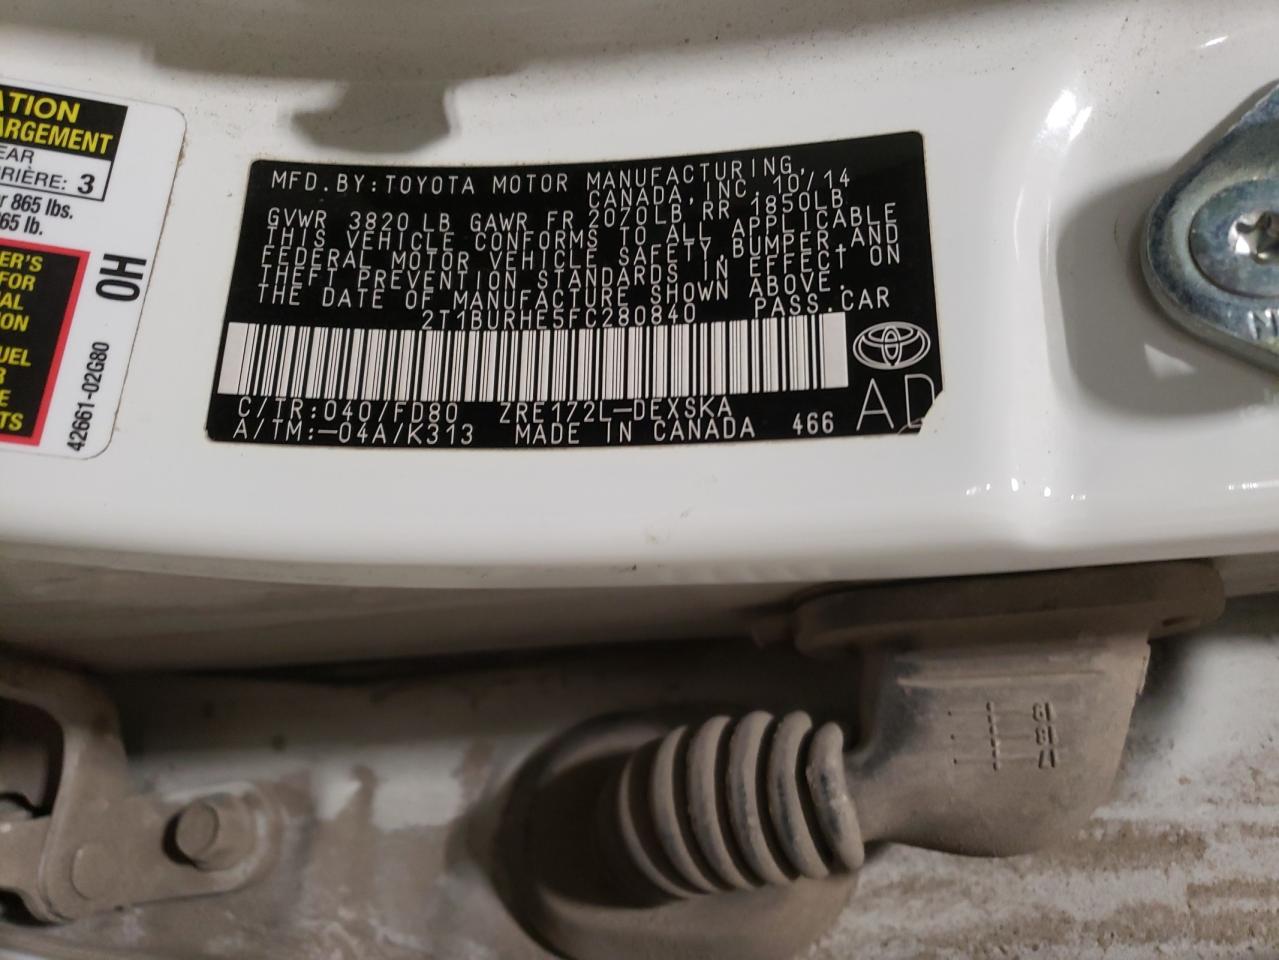 ATION
ARGEMENT
EAR
RIÈRE: 3
r 865 lbs.
65 lb.
ER'S
FOR
AL
ION
UEL
R
E
TS
OH
42661-02G80
MFD.BY:TOYOTA MOTOR MANUFACTURING,
CANADA,INC.10/14
GVWR 3820LB GAWR FR 2070LB RR 1850LB
THIS VEHICLE CONFORMS TO ALL APPLICABLE
FEDERAL MOTOR VEHICLE SAFETY,BUMPER,AND
THEFT PREVENTION STANDARDS IN EFFECT ON
THE DATE OF MANUFACTURE SHOWN ABOVE.
2T1BURHE5FC280840 PASS.CAR
C/TR:040/FD80 ZRE172L-DEXSKA
A/TM:-04A/K313 MADE IN CANADA 466
AD